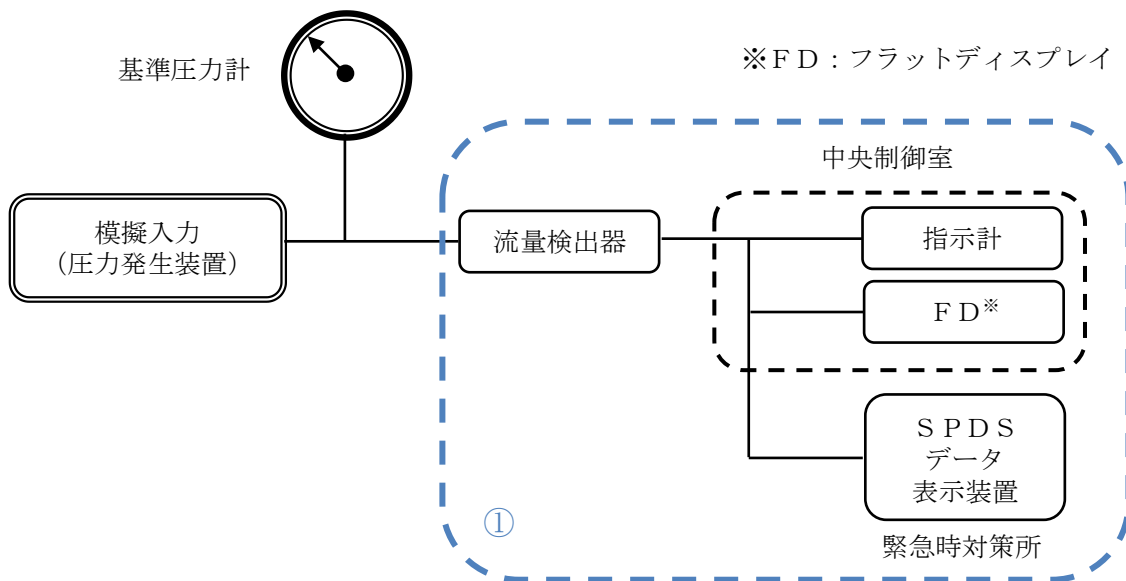 基準圧力計
※ＦＤ：フラットディスプレイ
中央制御室
模擬入力
（圧力発生装置）
流量検出器
指示計
ＦＤ※
ＳＰＤＳ
データ
表示装置
①
緊急時対策所